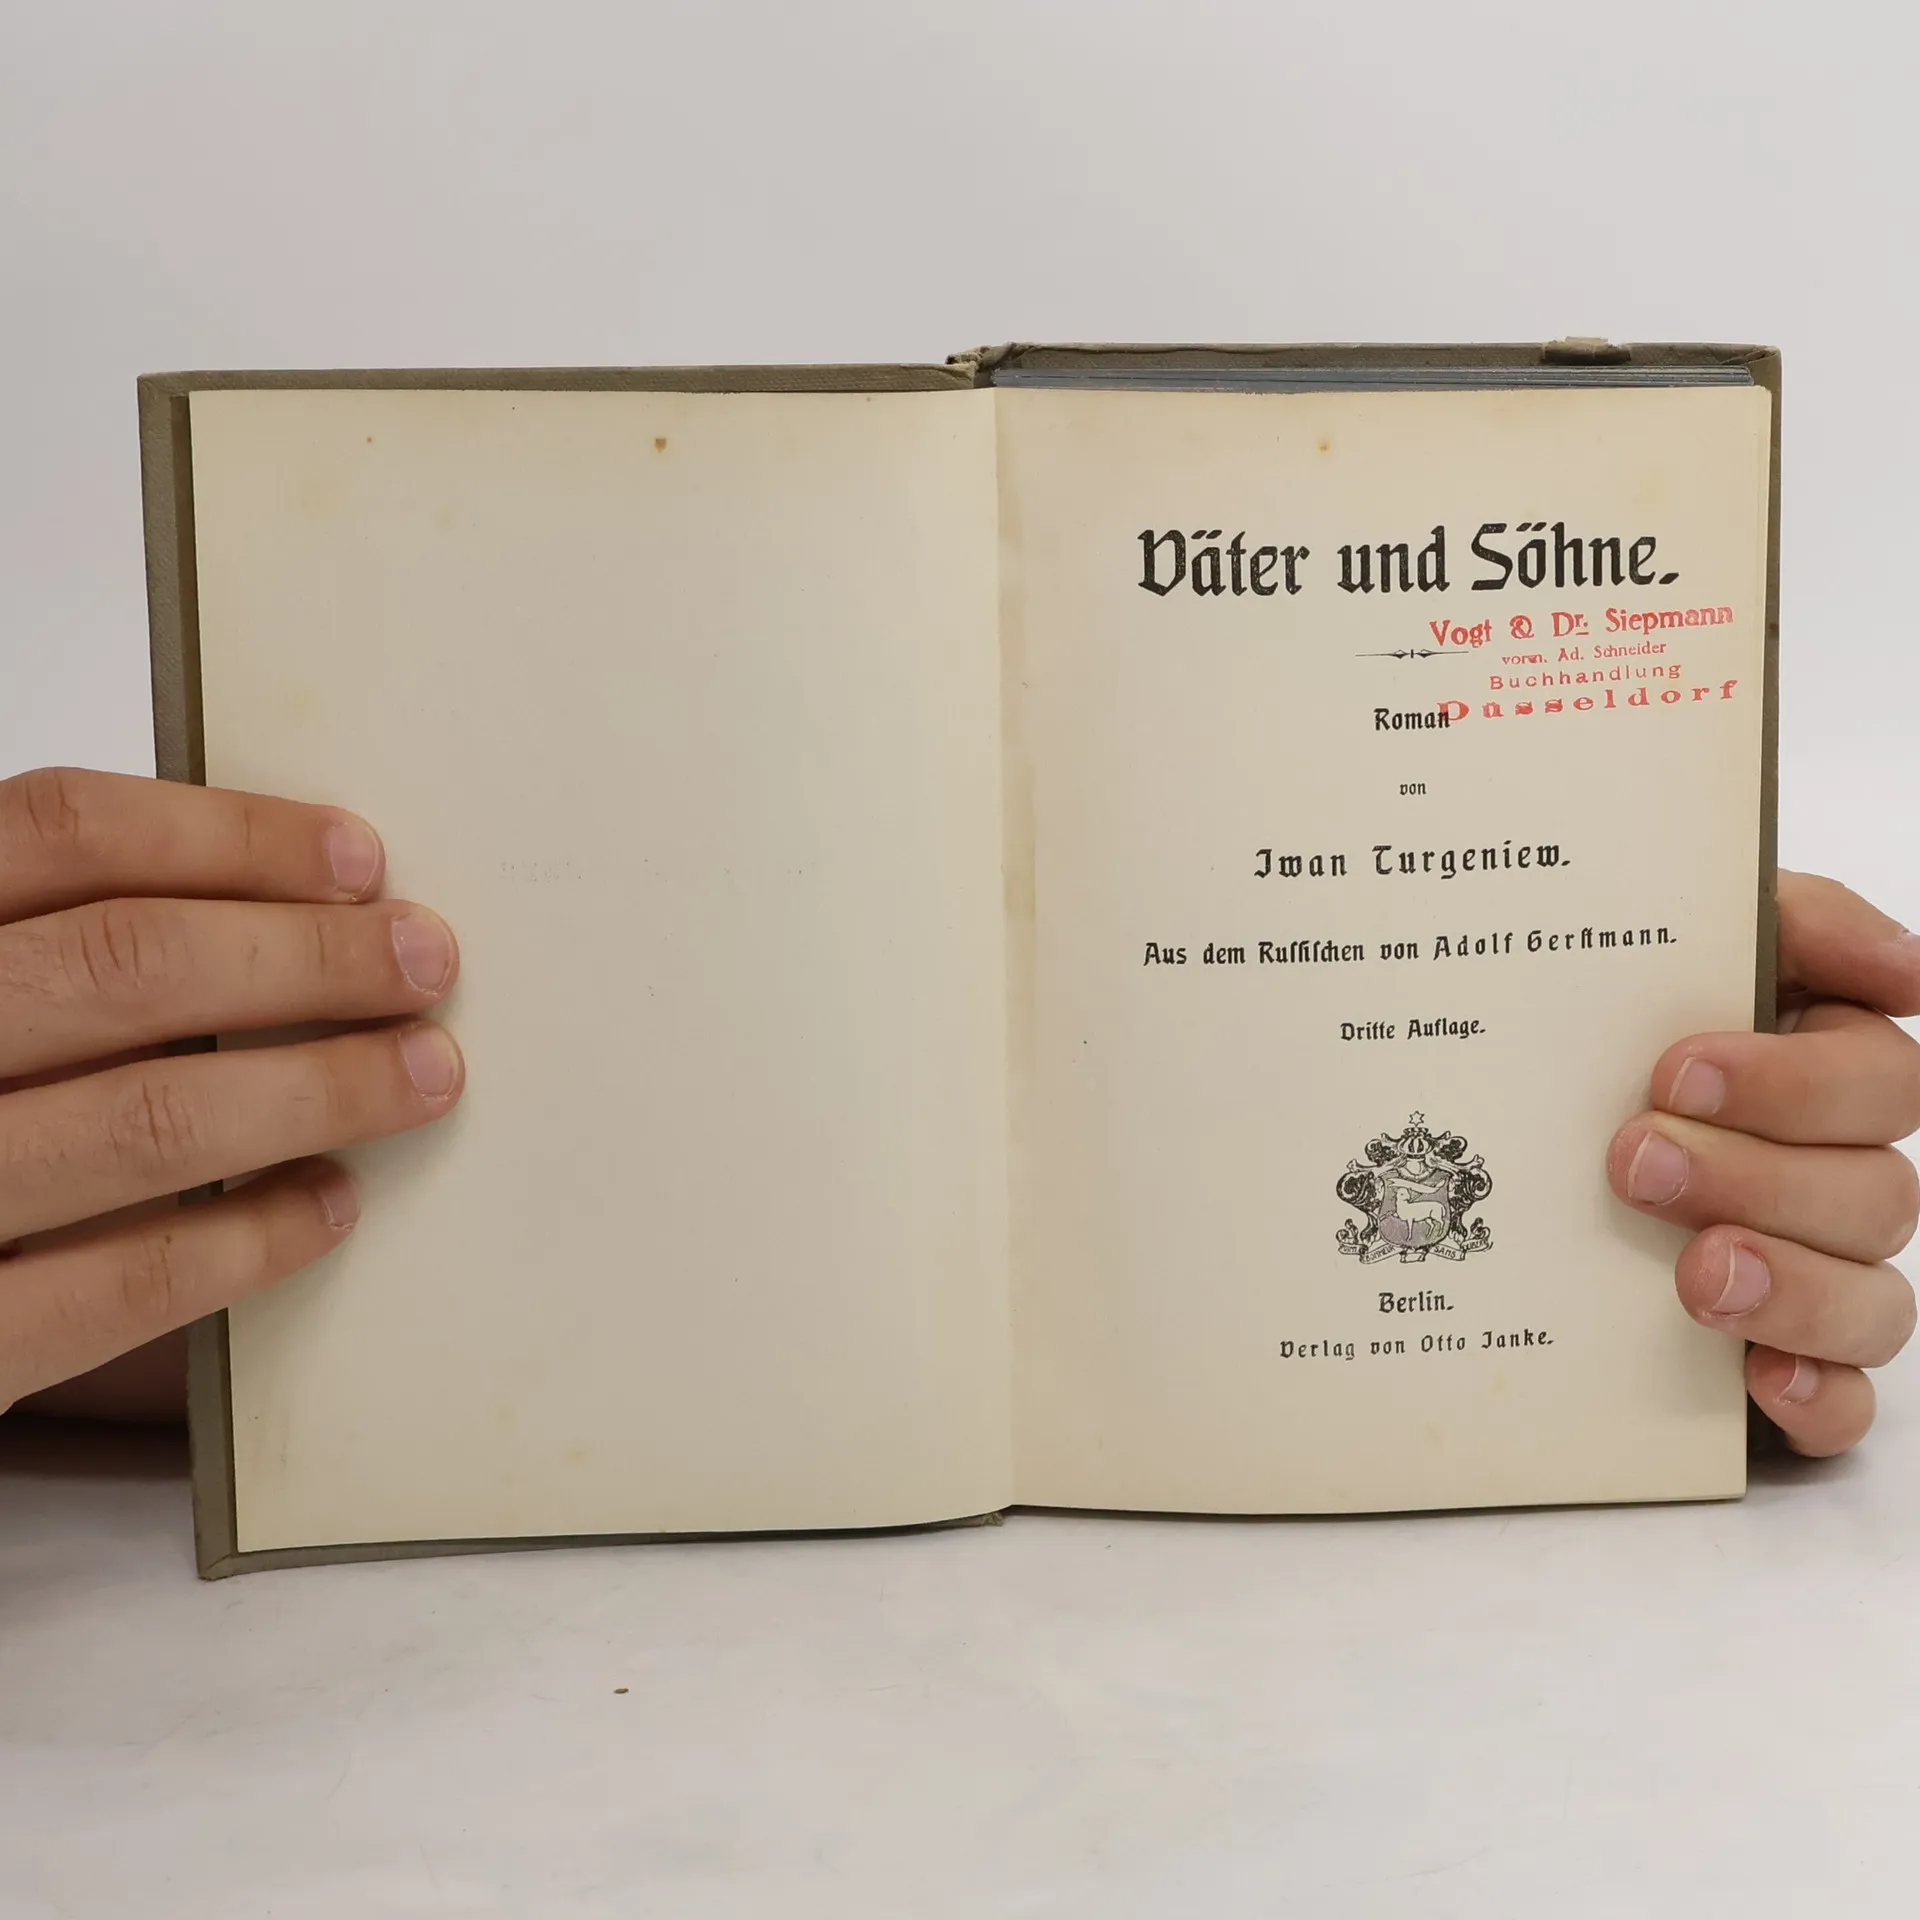 Väter und Söhne.
Vogt & Dr. Siepmann
vorm. Ad. Schneider
Buchhandlung
Düsseldorf
Roman
von
Iwan Turgeniew.
Aus dem Ruſſiſchen von Adolf Gerſtmann.
Dritte Auflage.
SANS
Berlin.
Verlag von Otto Janke.